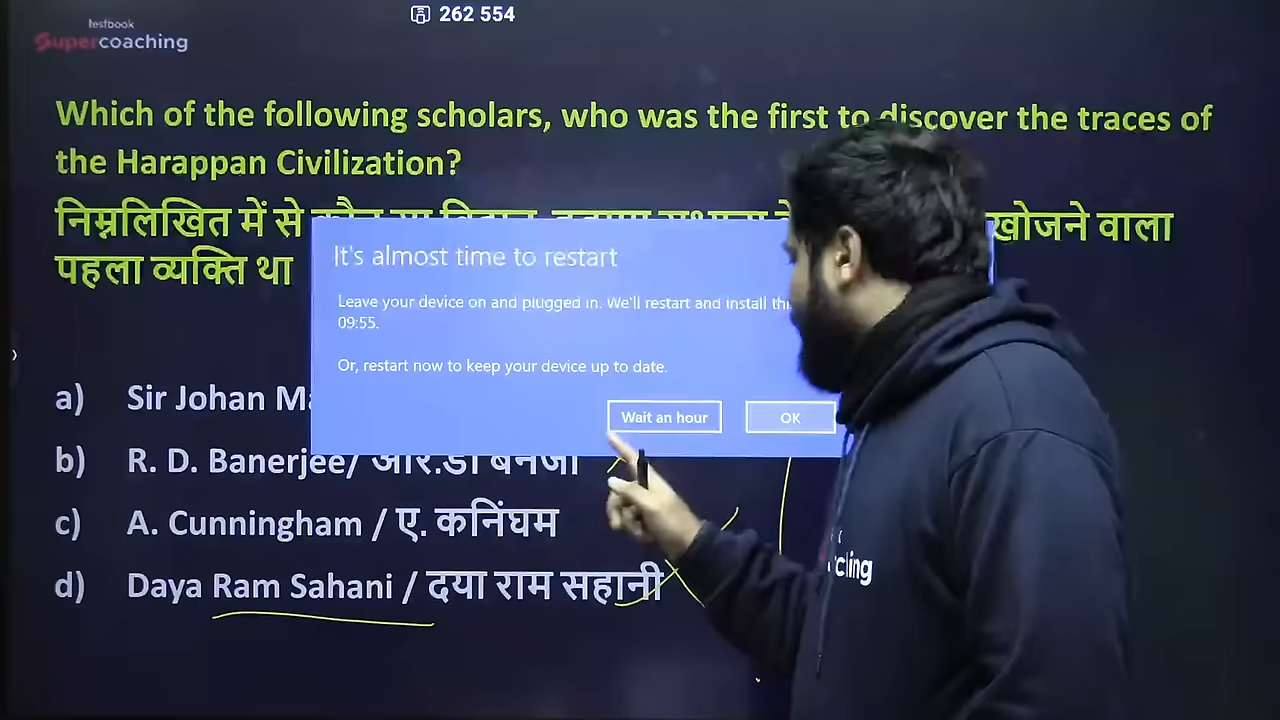 testbook
Supercoaching
262 554
Which of the following scholars, who was the first to discover the traces of
the Harappan Civilization?
निम्नलिखित में से खोजने वाला
पहला व्यक्ति था
It's almost time to restart
Leave your device on and plugged in. We'll restart and install
09:55.
Or, restart now to keep your device up to date.
Wait an hour
OK
a) Sir Johan
b) R. D. Banerjee/ आर.डी बनर्जी
c) A. Cunningham / ए. कनिंघम
d) Daya Ram Sahani / दया राम सहानी